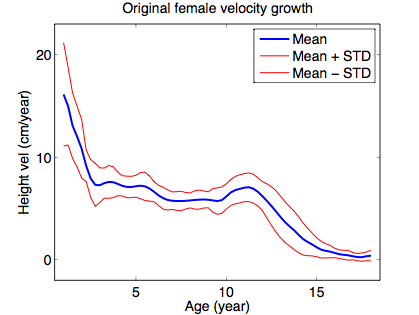 Original female velocity growth
Mean
Mean + STD
Mean − STD
20
10
0
Height vel (cm/year)
5
10
15
Age (year)